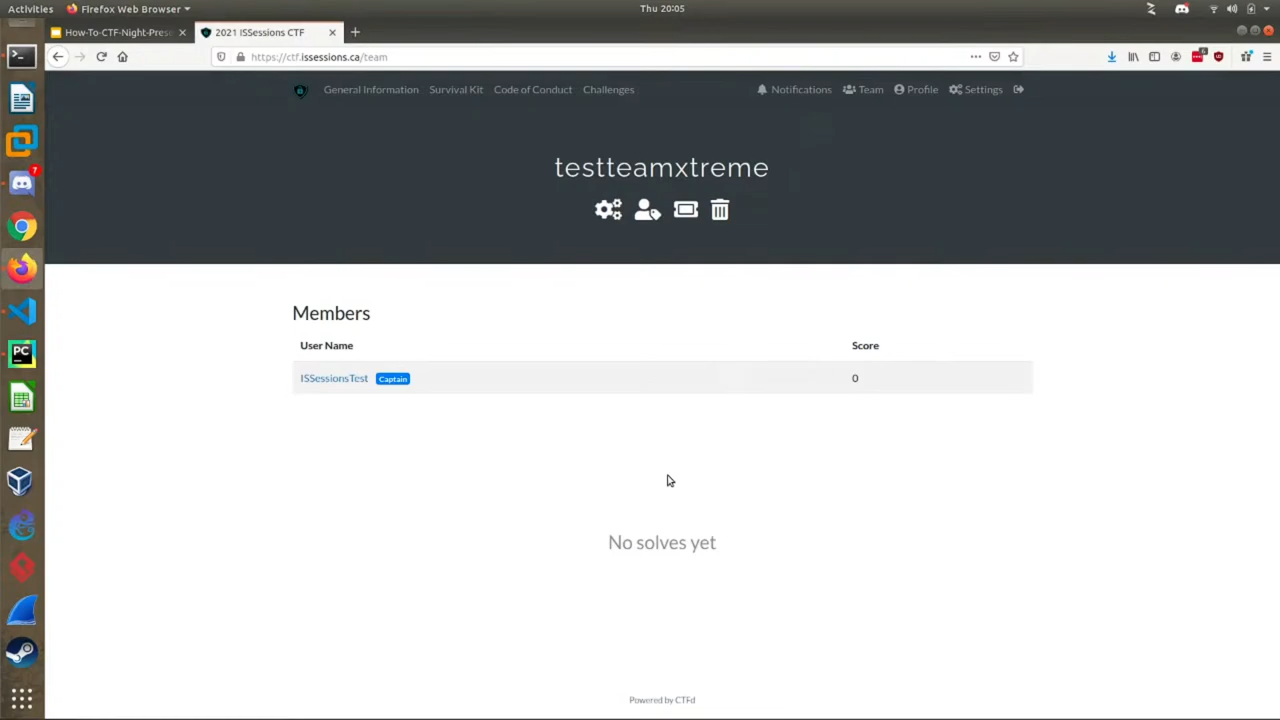 Activities Firefox Web Browser Thu 20:05
How-To-CTF-Night-Prese 2021 ISSessions CTF
https://ctf.issessions.ca/team
General Information Survival Kit Code of Conduct Challenges Notifications Team Profile Settings
testteamxtreme
Members
User Name Score
ISSessionsTest Captain 0
No solves yet
Powered by CTFd
7
PC